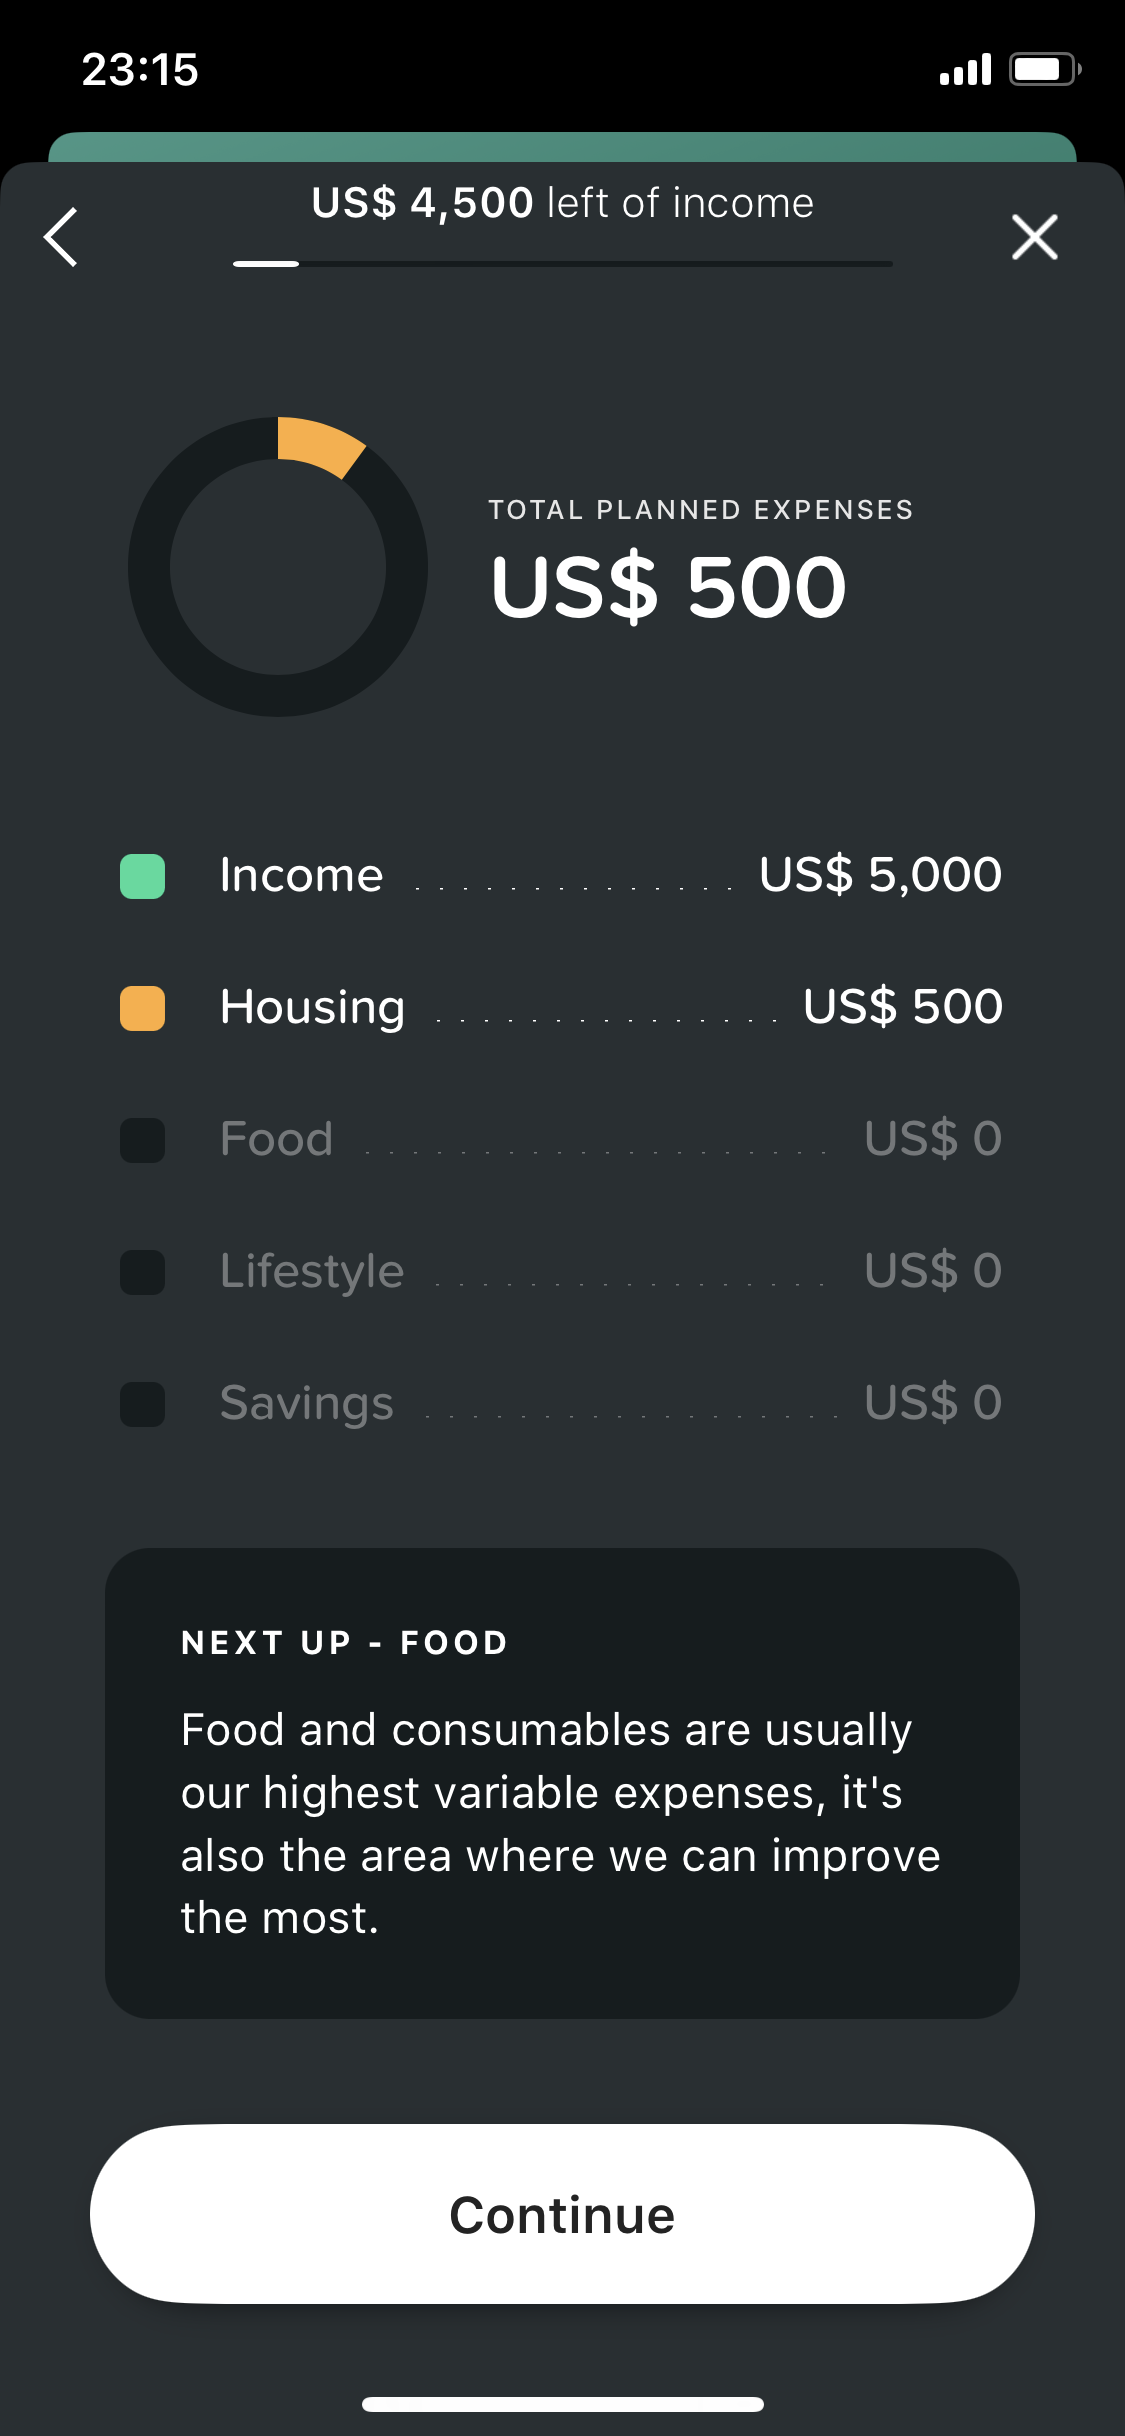 23:15
US$ 4,500 left of income
TOTAL PLANNED EXPENSES
US$ 500
Income . . . . . . . . . . . . . . US$ 5,000
Housing . . . . . . . . . . . . . . . US$ 500
Food . . . . . . . . . . . . . . . . . . . . US$ 0
Lifestyle . . . . . . . . . . . . . . . . . US$ 0
Savings . . . . . . . . . . . . . . . . . . US$ 0
NEXT UP - FOOD
Food and consumables are usually
our highest variable expenses, it's
also the area where we can improve
the most.
Continue